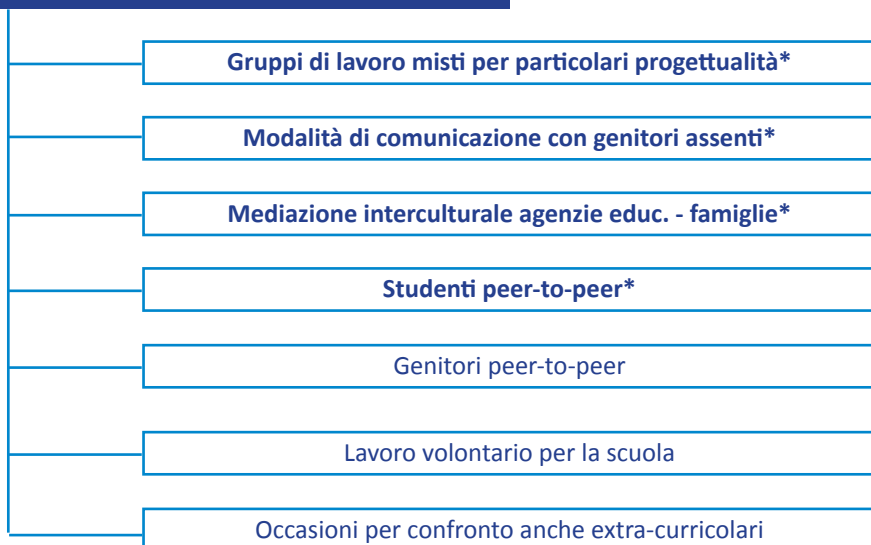 Gruppi di lavoro misti per particolari progettualità*
Modalità di comunicazione con genitori assenti*
Mediazione interculturale agenzie educ. - famiglie*
Studenti peer-to-peer*
Genitori peer-to-peer
Lavoro volontario per la scuola
Occasioni per confronto anche extra-curricolari